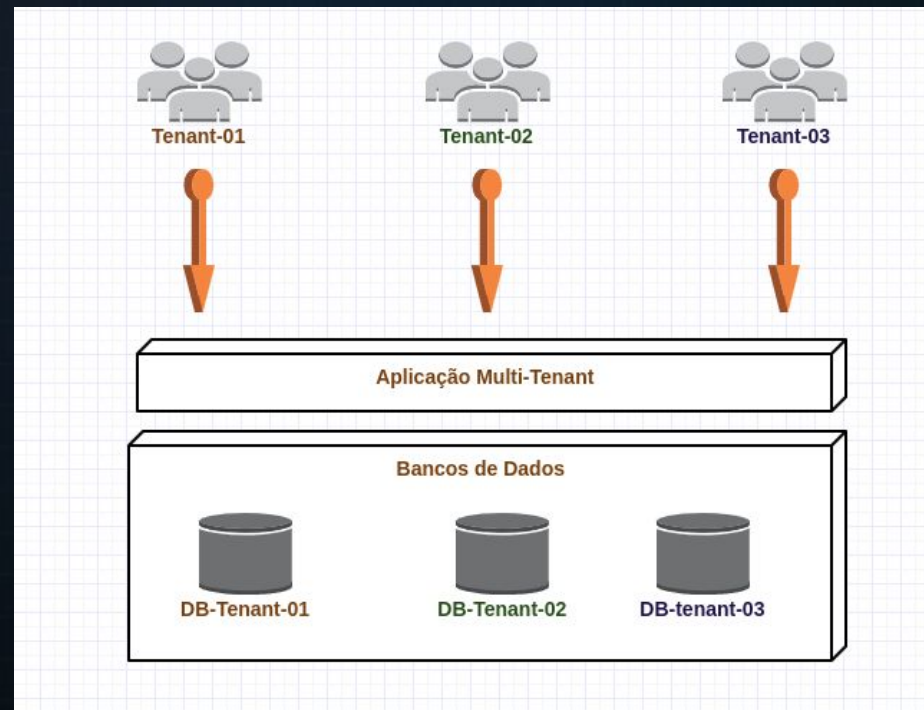 Tenant-01
Tenant-02
Tenant-03
Aplicação Multi-Tenant
Bancos de Dados
DB-Tenant-01
DB-Tenant-02
DB-tenant-03